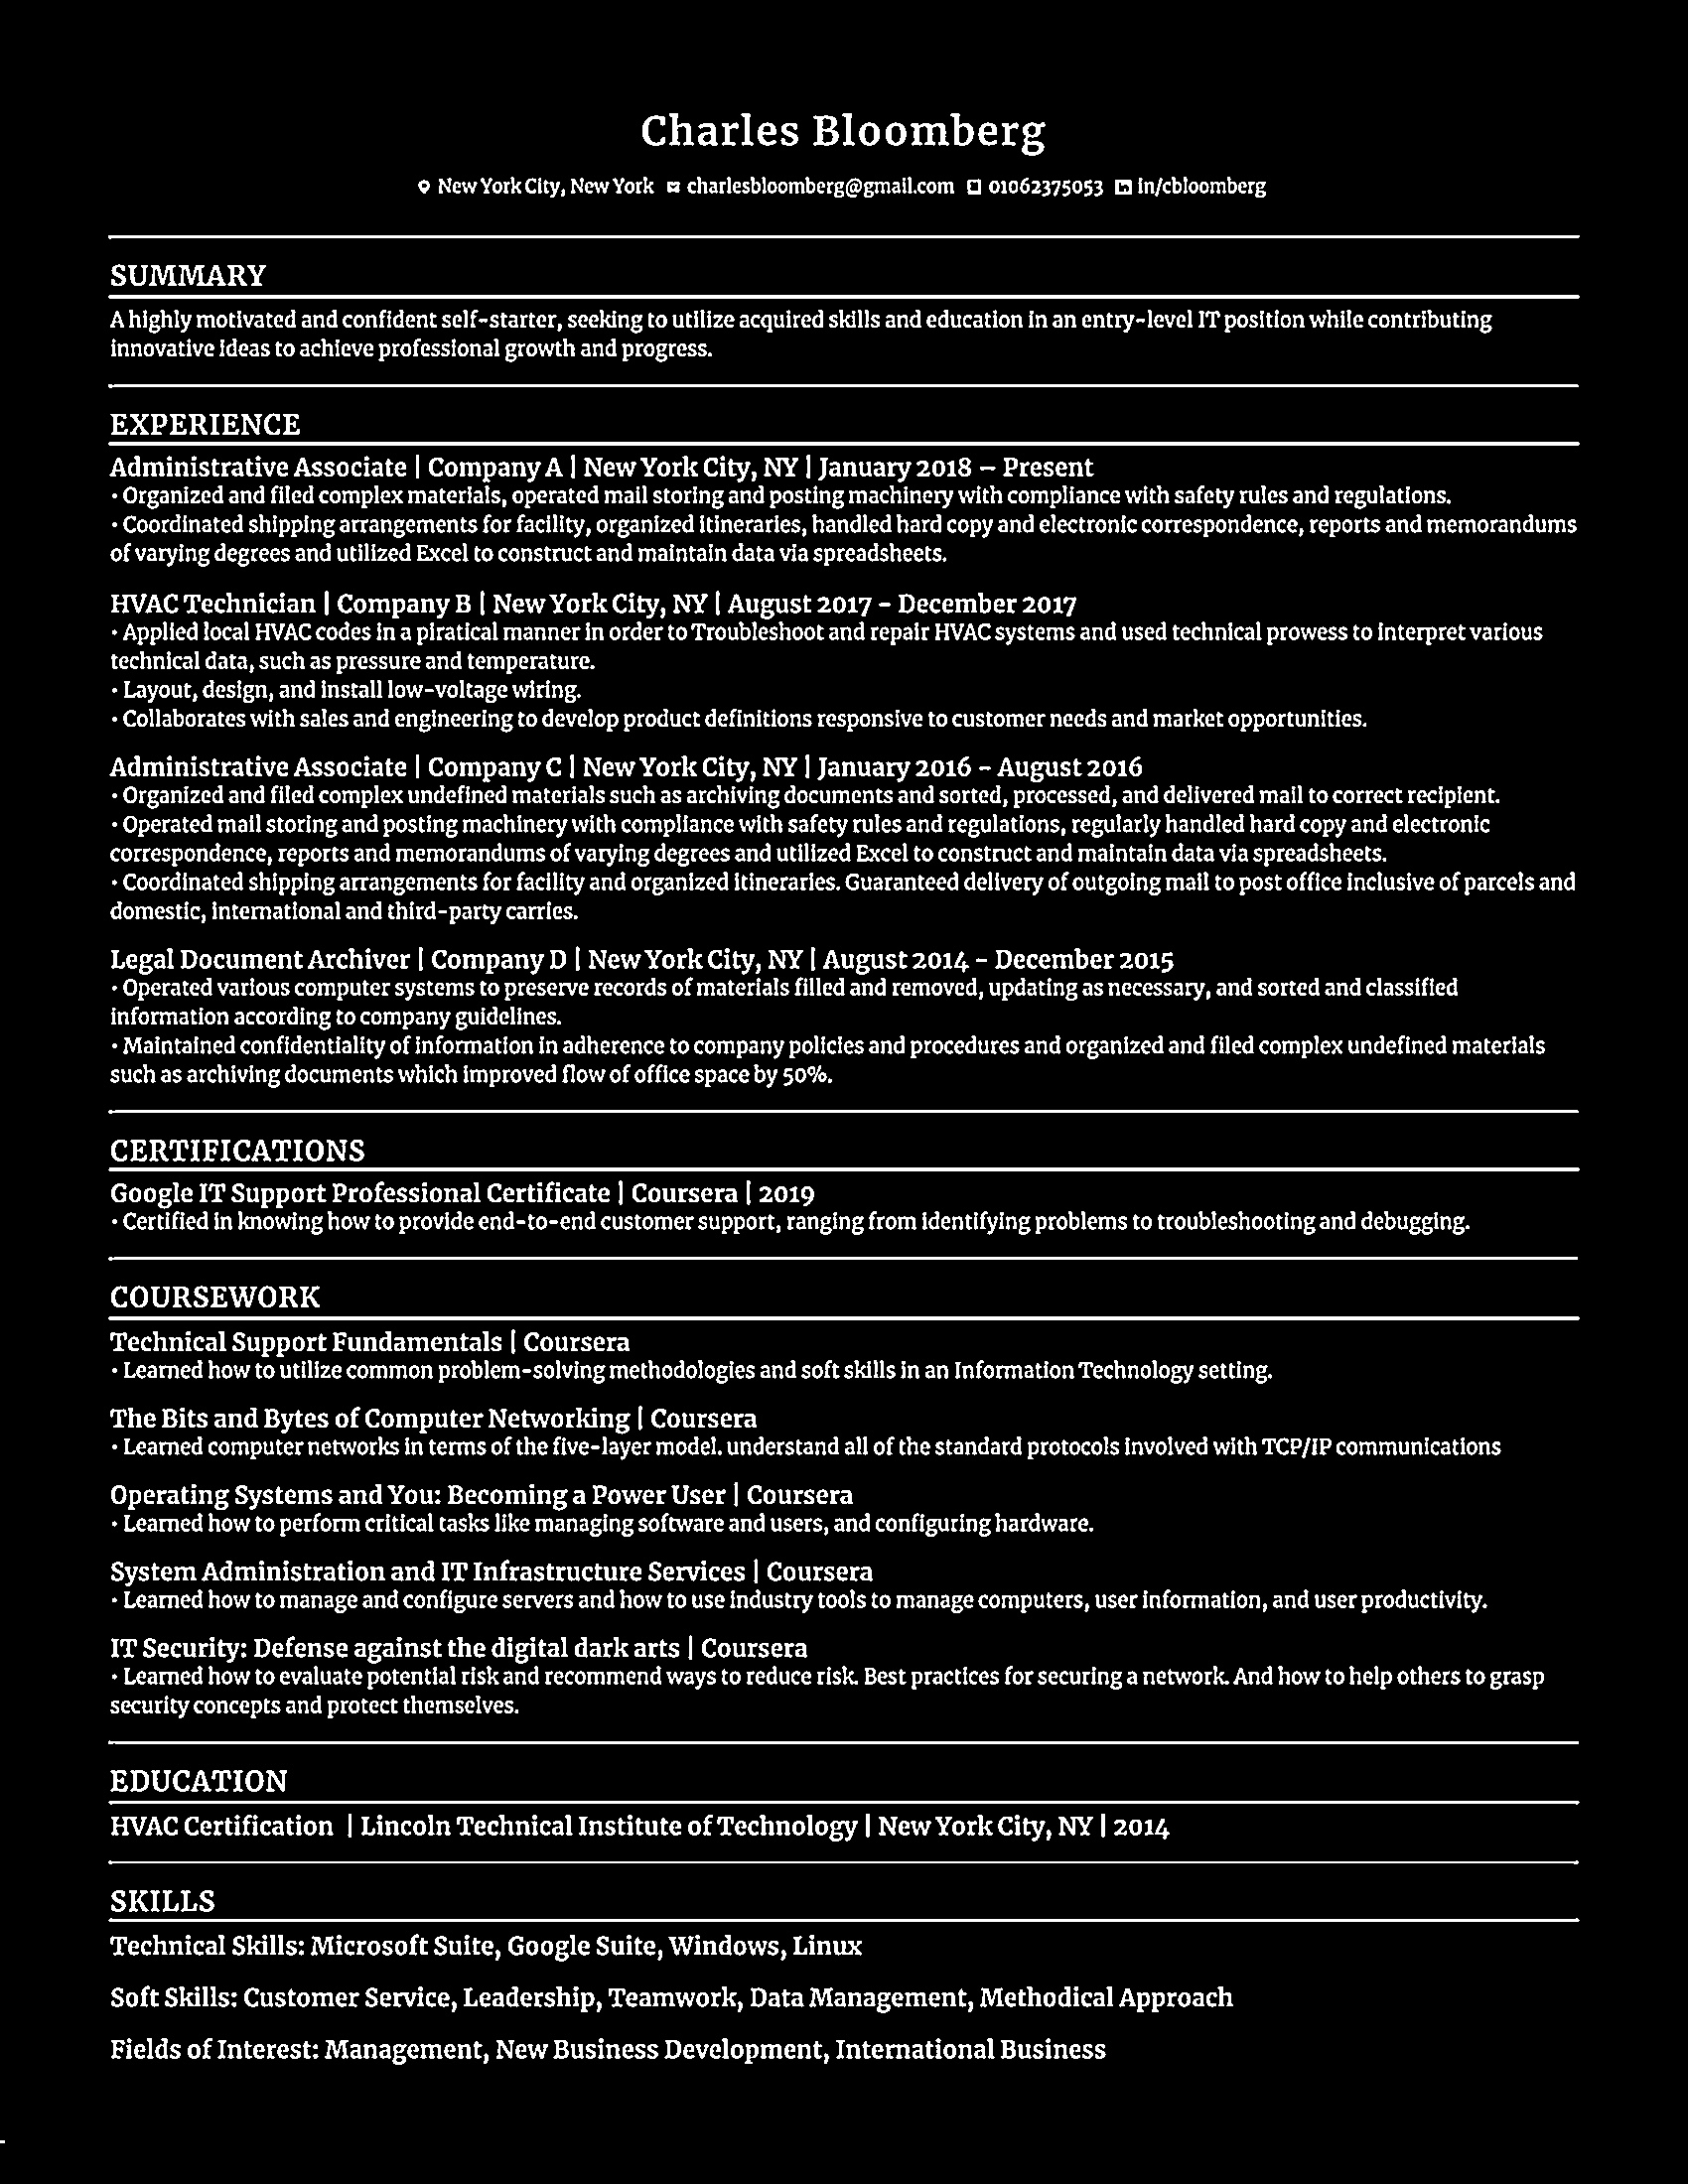 Charles Bloomberg
New York City, New York charlesbloomberg@gmail.com 01062375053 in/cbloomberg
SUMMARY
A highly motivated and confident self-starter, seeking to utilize acquired skills and education in an entry-level IT position while contributing
innovative ideas to achieve professional growth and progress.
EXPERIENCE
Administrative Associate | Company A | New York City, NY | January 2018 – Present
• Organized and filed complex materials, operated mail storing and posting machinery with compliance with safety rules and regulations.
• Coordinated shipping arrangements for facility, organized itineraries, handled hard copy and electronic correspondence, reports and memorandums
of varying degrees and utilized Excel to construct and maintain data via spreadsheets.
HVAC Technician | Company B | New York City, NY | August 2017 - December 2017
• Applied local HVAC codes in a piratical manner in order to Troubleshoot and repair HVAC systems and used technical prowess to interpret various
technical data, such as pressure and temperature.
• Layout, design, and install low-voltage wiring.
• Collaborates with sales and engineering to develop product definitions responsive to customer needs and market opportunities.
Administrative Associate | Company C | New York City, NY | January 2016 - August 2016
• Organized and filed complex undefined materials such as archiving documents and sorted, processed, and delivered mail to correct recipient.
• Operated mail storing and posting machinery with compliance with safety rules and regulations, regularly handled hard copy and electronic
correspondence, reports and memorandums of varying degrees and utilized Excel to construct and maintain data via spreadsheets.
• Coordinated shipping arrangements for facility and organized itineraries. Guaranteed delivery of outgoing mail to post office inclusive of parcels and
domestic, international and third-party carries.
Legal Document Archiver | Company D | New York City, NY | August 2014 - December 2015
• Operated various computer systems to preserve records of materials filled and removed, updating as necessary, and sorted and classified
information according to company guidelines.
• Maintained confidentiality of information in adherence to company policies and procedures and organized and filed complex undefined materials
such as archiving documents which improved flow of office space by 50%.
CERTIFICATIONS
Google IT Support Professional Certificate | Coursera | 2019
• Certified in knowing how to provide end-to-end customer support, ranging from identifying problems to troubleshooting and debugging.
COURSEWORK
Technical Support Fundamentals | Coursera
• Learned how to utilize common problem-solving methodologies and soft skills in an Information Technology setting.
The Bits and Bytes of Computer Networking | Coursera
• Learned computer networks in terms of the five-layer model. understand all of the standard protocols involved with TCP/IP communications
Operating Systems and You: Becoming a Power User | Coursera
• Learned how to perform critical tasks like managing software and users, and configuring hardware.
System Administration and IT Infrastructure Services | Coursera
• Learned how to manage and configure servers and how to use industry tools to manage computers, user information, and user productivity.
IT Security: Defense against the digital dark arts | Coursera
• Learned how to evaluate potential risk and recommend ways to reduce risk. Best practices for securing a network. And how to help others to grasp
security concepts and protect themselves.
EDUCATION
HVAC Certification | Lincoln Technical Institute of Technology | New York City, NY | 2014
SKILLS
Technical Skills: Microsoft Suite, Google Suite, Windows, Linux
Soft Skills: Customer Service, Leadership, Teamwork, Data Management, Methodical Approach
Fields of Interest: Management, New Business Development, International Business